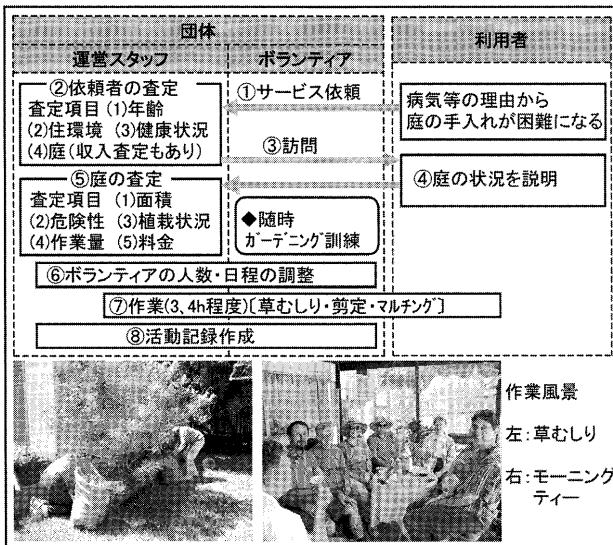 団体
利用者
運営スタッフ
ボランティア
②依頼者の査定
査定項目 (1)年齢
(2)住環境 (3)健康状況
(4)庭(収入査定もあり)
①サービス依頼
病気等の理由から
庭の手入れが困難になる
③訪問
④庭の状況を説明
⑤庭の査定
査定項目 (1)面積
(2)危険性 (3)植栽状況
(4)作業量 (5)料金
◆随時
ガーデニング訓練
⑥ボランティアの人数・日程の調整
⑦作業(3、4h程度)[草むしり・剪定・マルチング]
⑧活動記録作成
作業風景
左:草むしり
右:モーニング
ティー